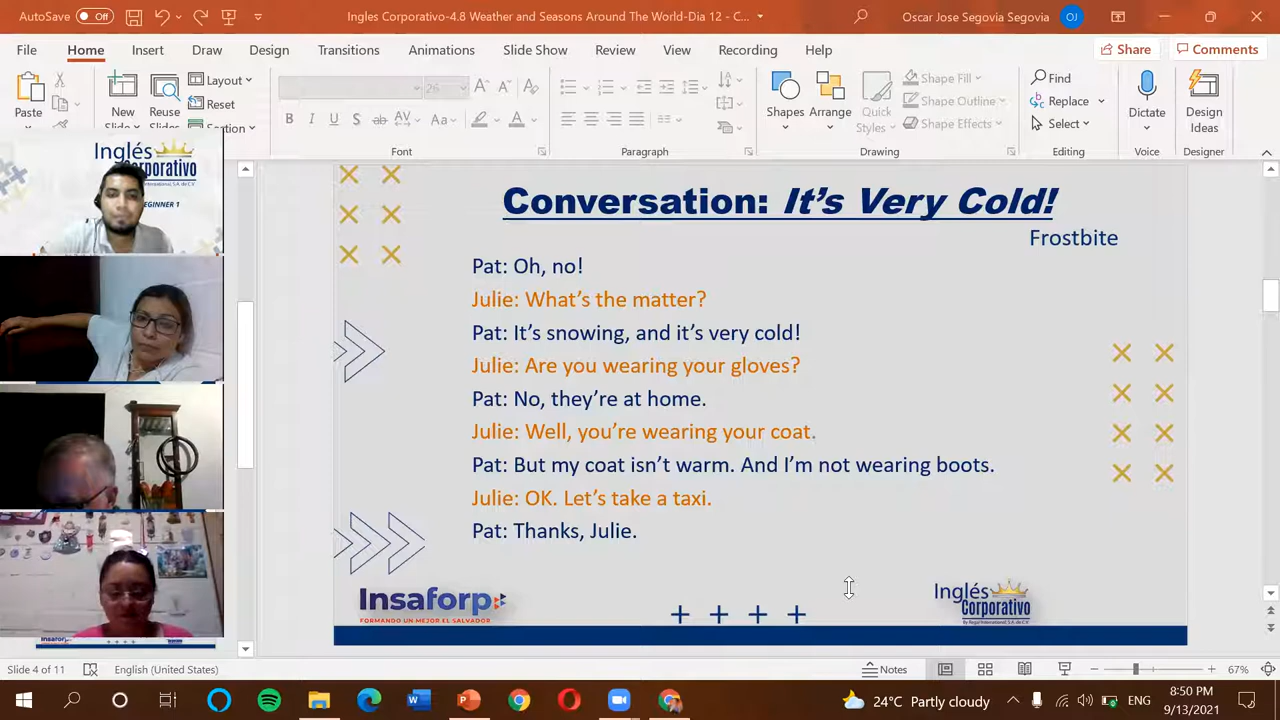 AutoSave Off
Ingles Corporativo-4.8 Weather and Seasons Around The World-Dia 12 - C...
Oscar Jose Segovia Segovia OJ
File Home Insert Draw Design Transitions Animations Slide Show Review View Recording Help
Share Comments
Paste
New
Reuse
Slides
Layout
Reset
26
Shapes
Arrange
Quick
Styles
Shape Fill
Shape Outline
Shape Effects
Find
Replace
Select
Dictate
Design
Ideas
Font Paragraph Drawing Editing Voice Designer
Inglés
Corporativo
BEGINNER 1
Conversation: It's Very Cold!
Frostbite
Pat: Oh, no!
Julie: What's the matter?
Pat: It's snowing, and it's very cold!
Julie: Are you wearing your gloves?
Pat: No, they're at home.
Julie: Well, you're wearing your coat.
Pat: But my coat isn't warm. And I'm not wearing boots.
Julie: OK. Let's take a taxi.
Pat: Thanks, Julie.
Insaforp
FORMANDO UN MEJOR EL SALVADOR
Inglés
Corporativo
By Regal International, S.A. de C.V.
Slide 4 of 11 English (United States)
Notes
67%
24°C Partly cloudy
ENG
8:50 PM
9/13/2021